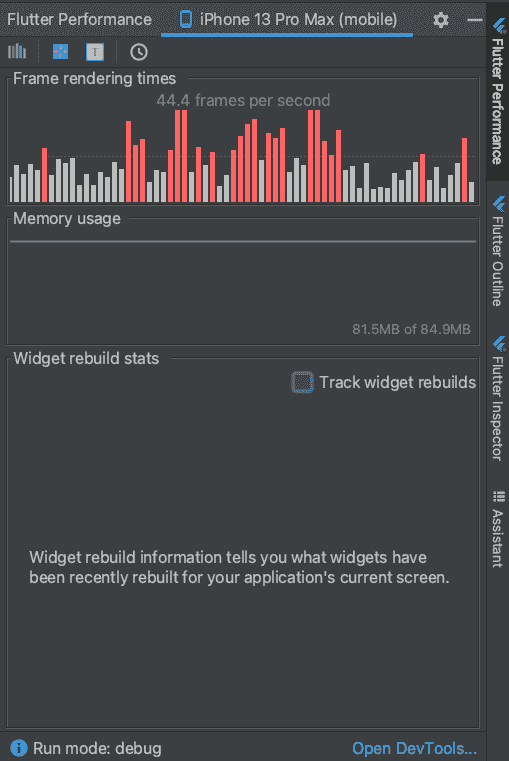 Flutter Performance
iPhone 13 Pro Max (mobile)
Frame rendering times
44.4 frames per second
Memory usage
81.5MB of 84.9MB
Widget rebuild stats
Track widget rebuilds
Widget rebuild information tells you what widgets have
been recently rebuilt for your application's current screen.
Run mode: debug
Open DevTools...
Flutter Performance
Flutter Outline
Flutter Inspector
Assistant